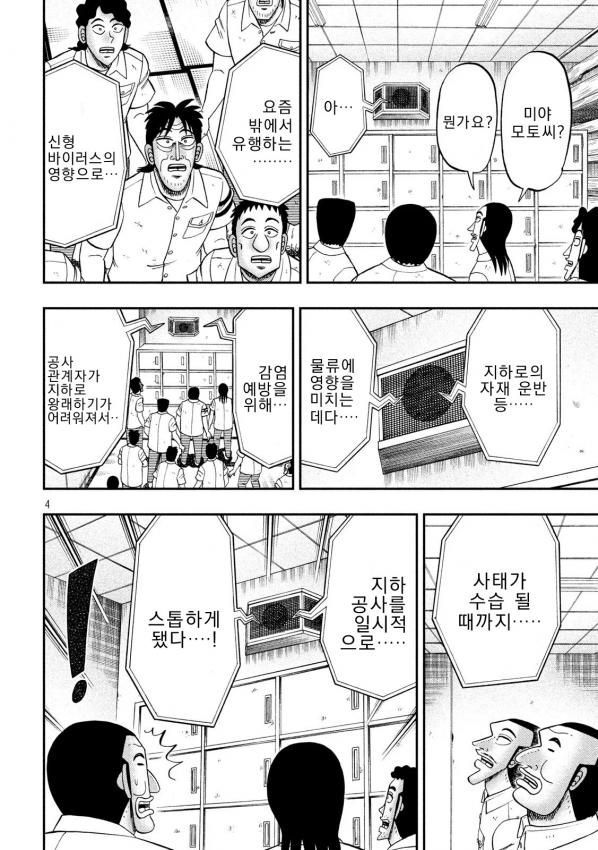 미야
모토씨?
뭔가요?
아…
요즘
밖에서
유행하는
………
신형
바이러스의
영향으로…
지하로의
자재 운반
등……
물류에
영향을
미치는
데다….
감염
예방을
위해…
공사
관계자가
지하로
왕래하기가
어려워져서..
4
사태가
수습 될
때까지……
지하
공사를
일시적
으로……
스톱하게
됐다….!
!